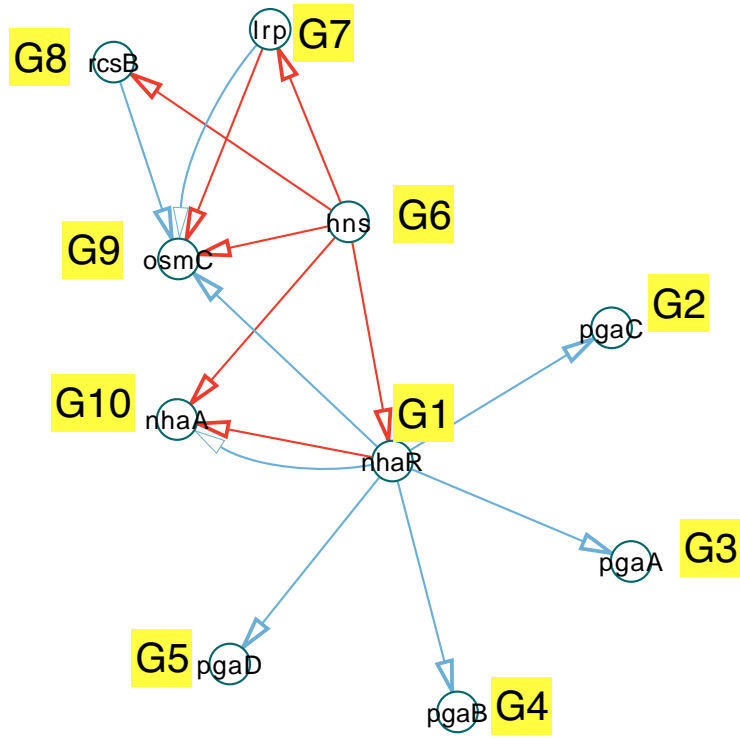 lrp
G7
G8
rcsB
G6
hns
G9
osmC
G2
pgaC
G10
nhaA
G1
nhaR
G3
pgaA
G5
pgaD
G4
pgaB